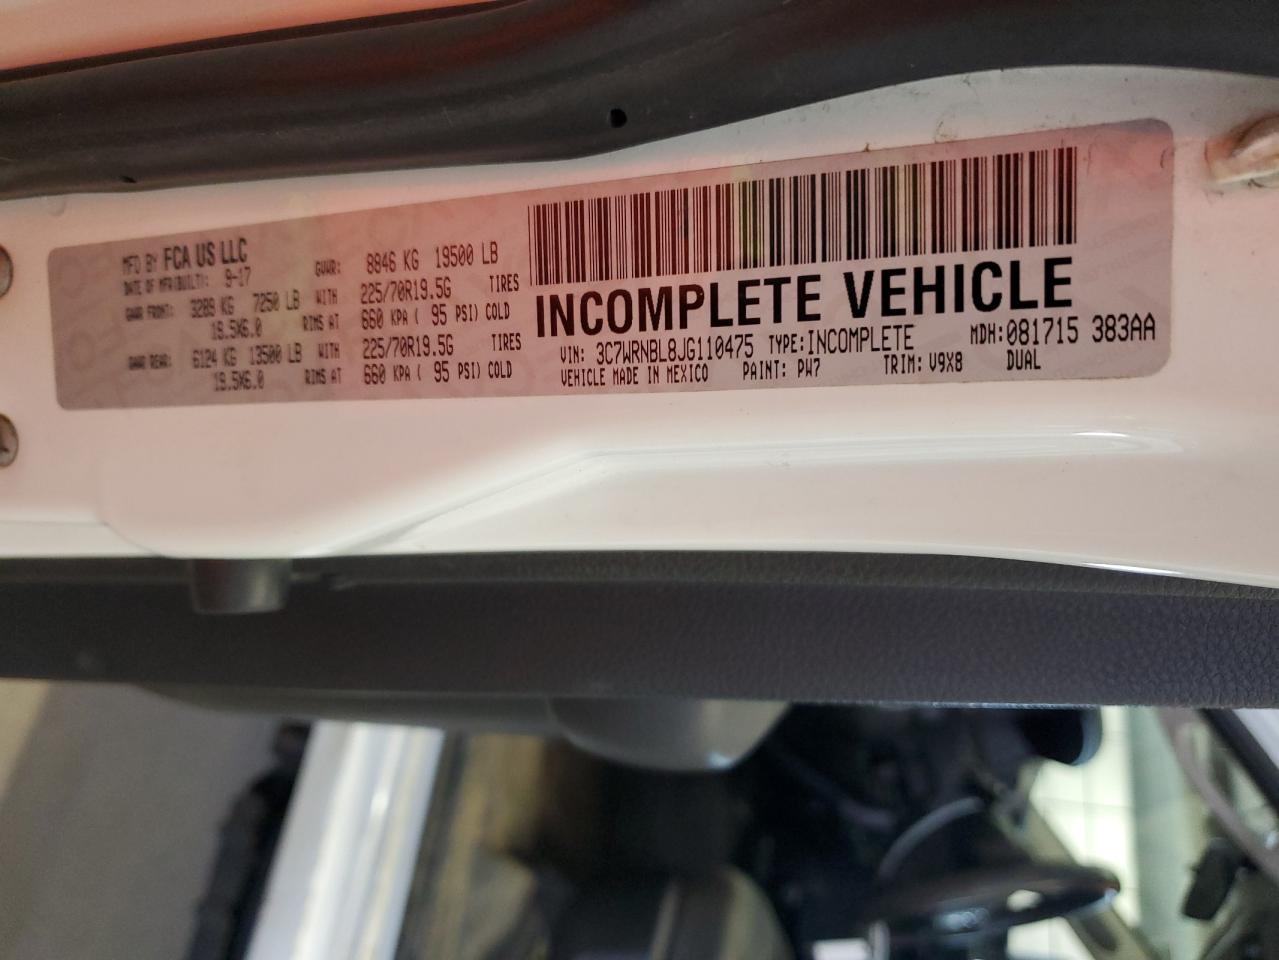 MFD BY FCA US LLC
DATE OF MFR(BUILT): 9-17 GVWR: 8846 KG 19500 LB
GAWR FRONT: 3289 KG 7250 LB WITH 225/70R19.5G TIRES
19.5X6.0 RIMS AT 660 KPA ( 95 PSI) COLD
GAWR REAR: 6124 KG 13500 LB WITH 225/70R19.5G TIRES
19.5X6.0 RIMS AT 660 KPA ( 95 PSI) COLD
INCOMPLETE VEHICLE
VIN: 3C7WRNBL8JG110475 TYPE:INCOMPLETE MDH:081715 383AA
VEHICLE MADE IN MEXICO PAINT: PW7 TRIM: V9X8 DUAL